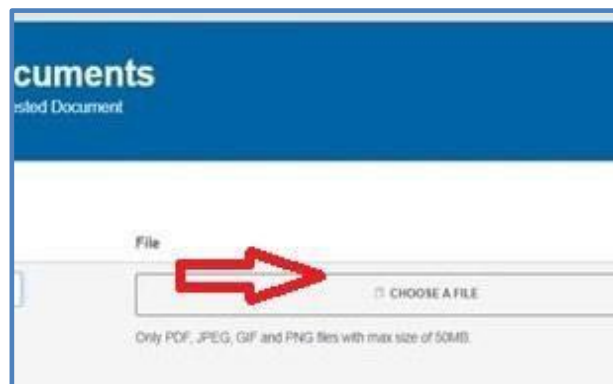 cuments
ested Document
File
CHOOSE A FILE
Only PDF, JPEG, GIF and PNG files with max size of 50MB.